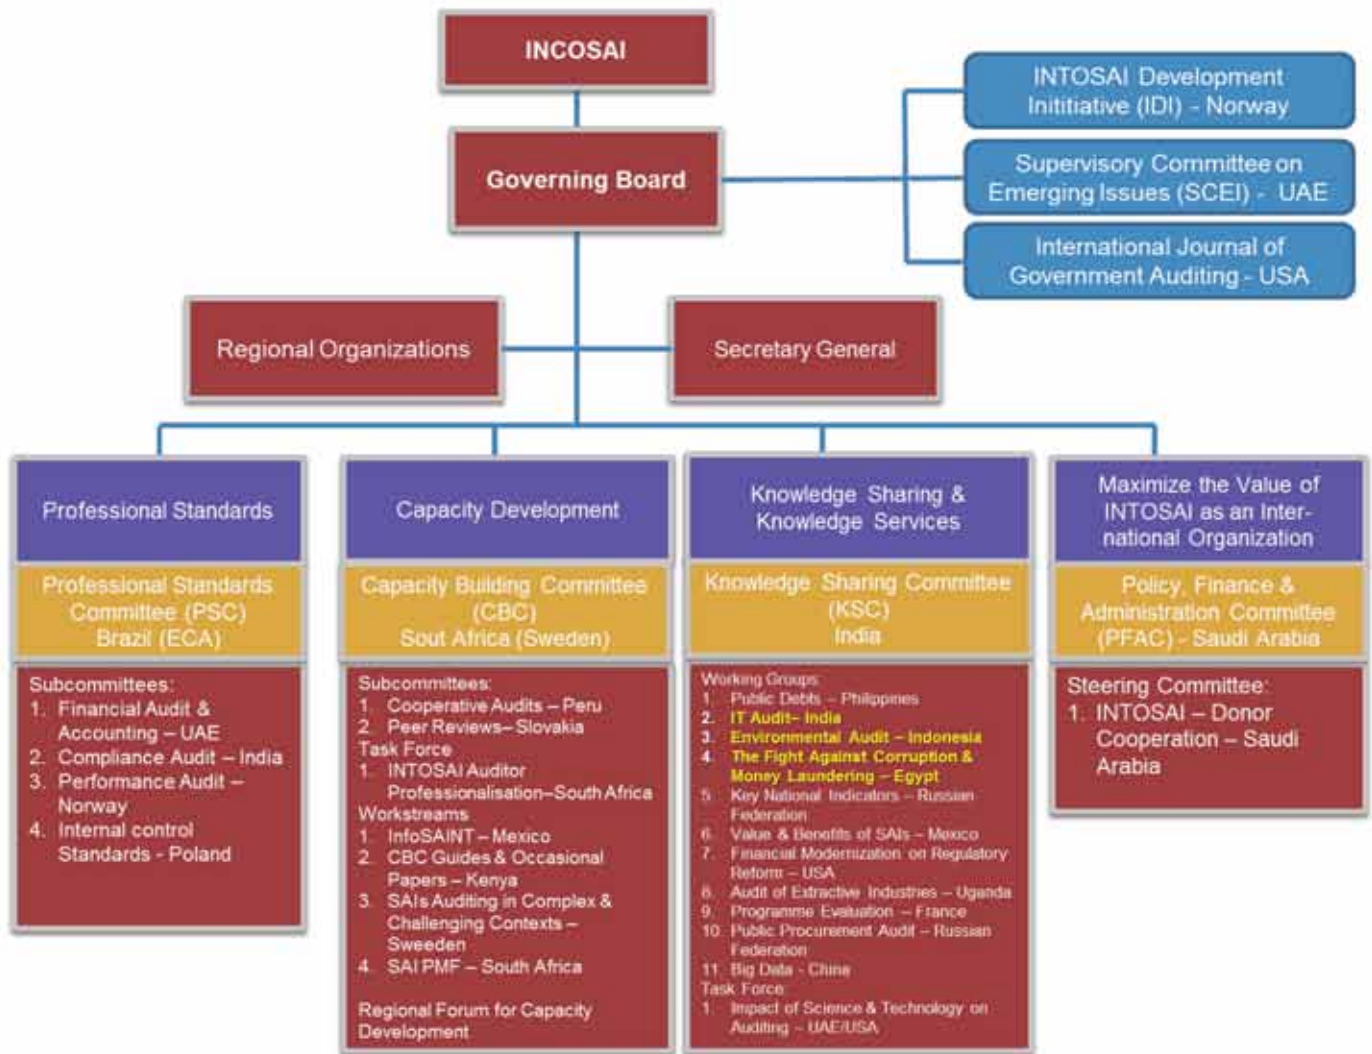 INCOSAI
INTOSAI Development
Inititiative (IDI) - Norway
Governing Board
Supervisory Committee on
Emerging Issues (SCEI) - UAE
International Journal of
Government Auditing - USA
Regional Organizations
Secretary General
Professional Standards
Professional Standards
Committee (PSC)
Brazil (ECA)
Subcommittees:
1. Financial Audit &
Accounting – UAE
2. Compliance Audit – India
3. Performance Audit –
Norway
4. Internal control
Standards - Poland
Capacity Development
Capacity Building Committee
(CBC)
Sout Africa (Sweden)
Subcommittees:
1. Cooperative Audits – Peru
2. Peer Reviews– Slovakia
Task Force
1. INTOSAI Auditor
Professionalisation–South Africa
Workstreams
1. InfoSAINT – Mexico
2. CBC Guides & Occasional
Papers – Kenya
3. SAIs Auditing in Complex &
Challenging Contexts –
Sweeden
4. SAI PMF – South Africa
Regional Forum for Capacity
Development
Knowledge Sharing &
Knowledge Services
Knowledge Sharing Committee
(KSC)
India
Working Groups:
1. Public Debts – Philippines
2. IT Audit– India
3. Environmental Audit – Indonesia
4. The Fight Against Corruption &
Money Laundering – Egypt
5. Key National Indicators – Russian
Federation
6. Value & Benefits of SAIs – Mexico
7. Financial Modernization on Regulatory
Reform – USA
8. Audit of Extractive Industries – Uganda
9. Programme Evaluation – France
10. Public Procurement Audit – Russian
Federation
11. Big Data - China
Task Force:
1. Impact of Science & Technology on
Auditing – UAE/USA
Maximize the Value of
INTOSAI as an Inter-
national Organization
Policy, Finance &
Administration Committee
(PFAC) - Saudi Arabia
Steering Committee:
1. INTOSAI – Donor
Cooperation – Saudi
Arabia